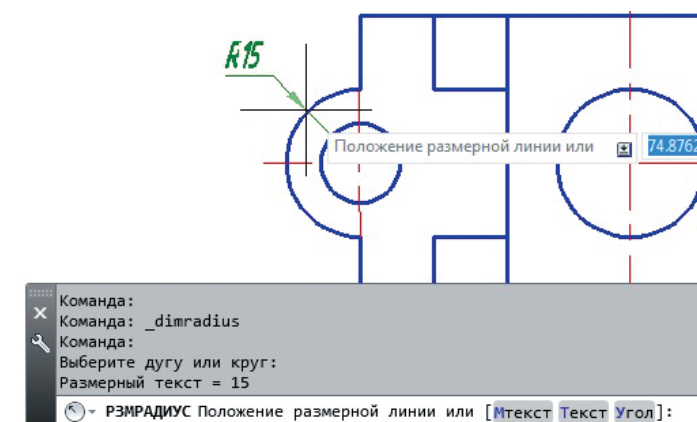 R15
Положение размерной линии или
74.8762
Команда:
Команда: _dimradius
Команда:
Выберите дугу или круг:
Размерный текст = 15
РЗМРАДИУС Положение размерной линии или [Мтекст Текст Угол]: